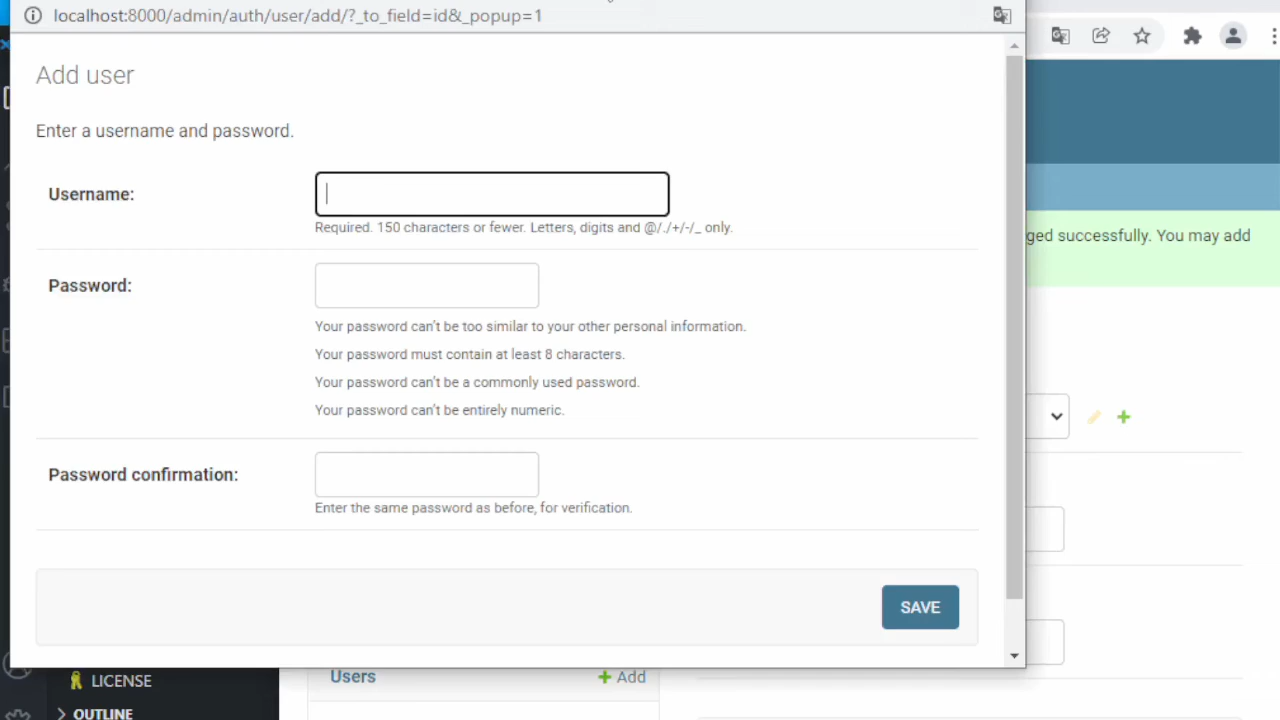 localhost:8000/admin/auth/user/add/?_to_field=id&_popup=1
Add user
Enter a username and password.
Username:
Required. 150 characters or fewer. Letters, digits and @/./+/-/_ only.
ged successfully. You may add
Password:
Your password can't be too similar to your other personal information.
Your password must contain at least 8 characters.
Your password can't be a commonly used password.
Your password can't be entirely numeric.
Password confirmation:
Enter the same password as before, for verification.
SAVE
Users
Add
LICENSE
OUTLINE